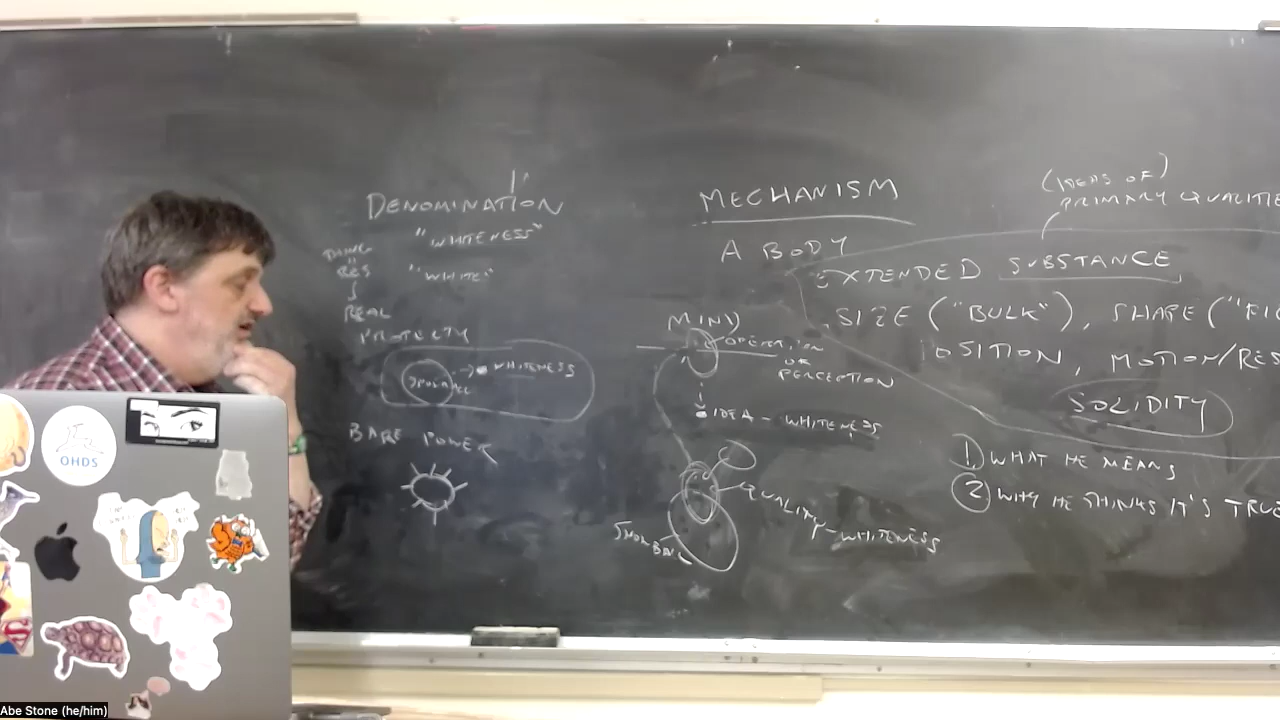 DENOMINATION
"WHITENESS"
"WHITE"
THING
"
RES
REAL
PROPERTY
SNOWBALL
WHITENESS
BARE POWER
MECHANISM
A BODY
(IDEAS OF)
PRIMARY QUALITIE
EXTENDED SUBSTANCE
SIZE ("BULK"), SHAPE ("FI
POSITION, MOTION/RES
SOLIDITY
MIND
OPERATION
OR
PERCEPTION
IDEA - WHITENESS
QUALITY - WHITENESS
SNOWBALL
1) WHAT HE MEANS
2) WHY HE THINKS IT'S TRUE
OHDS
Abe Stone (he/him)